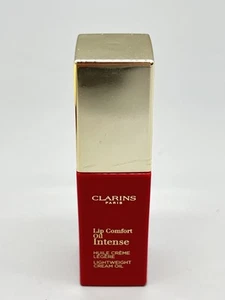 CLARINS
PARIS
Lip Comfort
Oil
Intense
HUILE CRÈME
LÉGÈRE
LIGHTWEIGHT
CREAM OIL